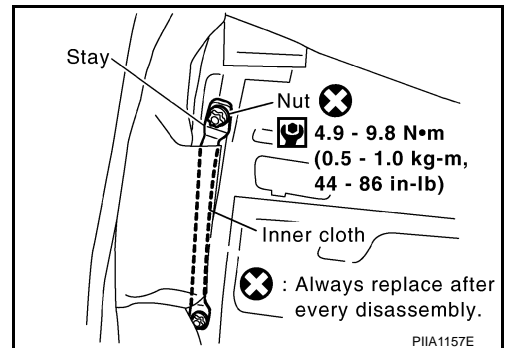 Stay
Nut
4.9 - 9.8 N•m
(0.5 - 1.0 kg-m,
44 - 86 in-lb)
Inner cloth
: Always replace after
every disassembly.
PIIA1157E